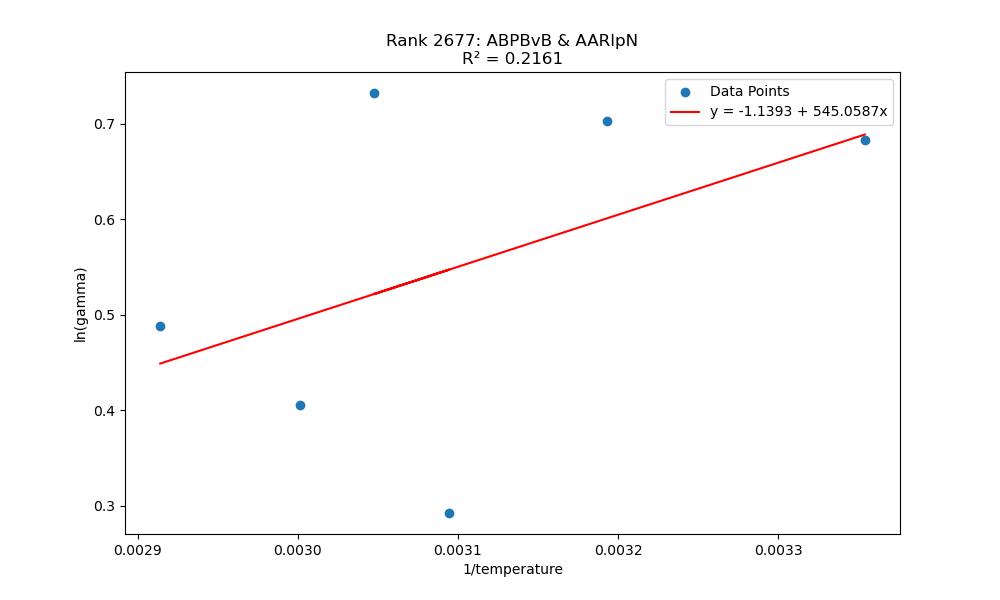 Rank 2677: ABPBvB & AARlpN
R² = 0.2161
Data Points
y = -1.1393 + 545.0587x
0.7
0.6
0.5
0.4
0.3
ln(gamma)
0.0029
0.0030
0.0031
0.0032
0.0033
1/temperature